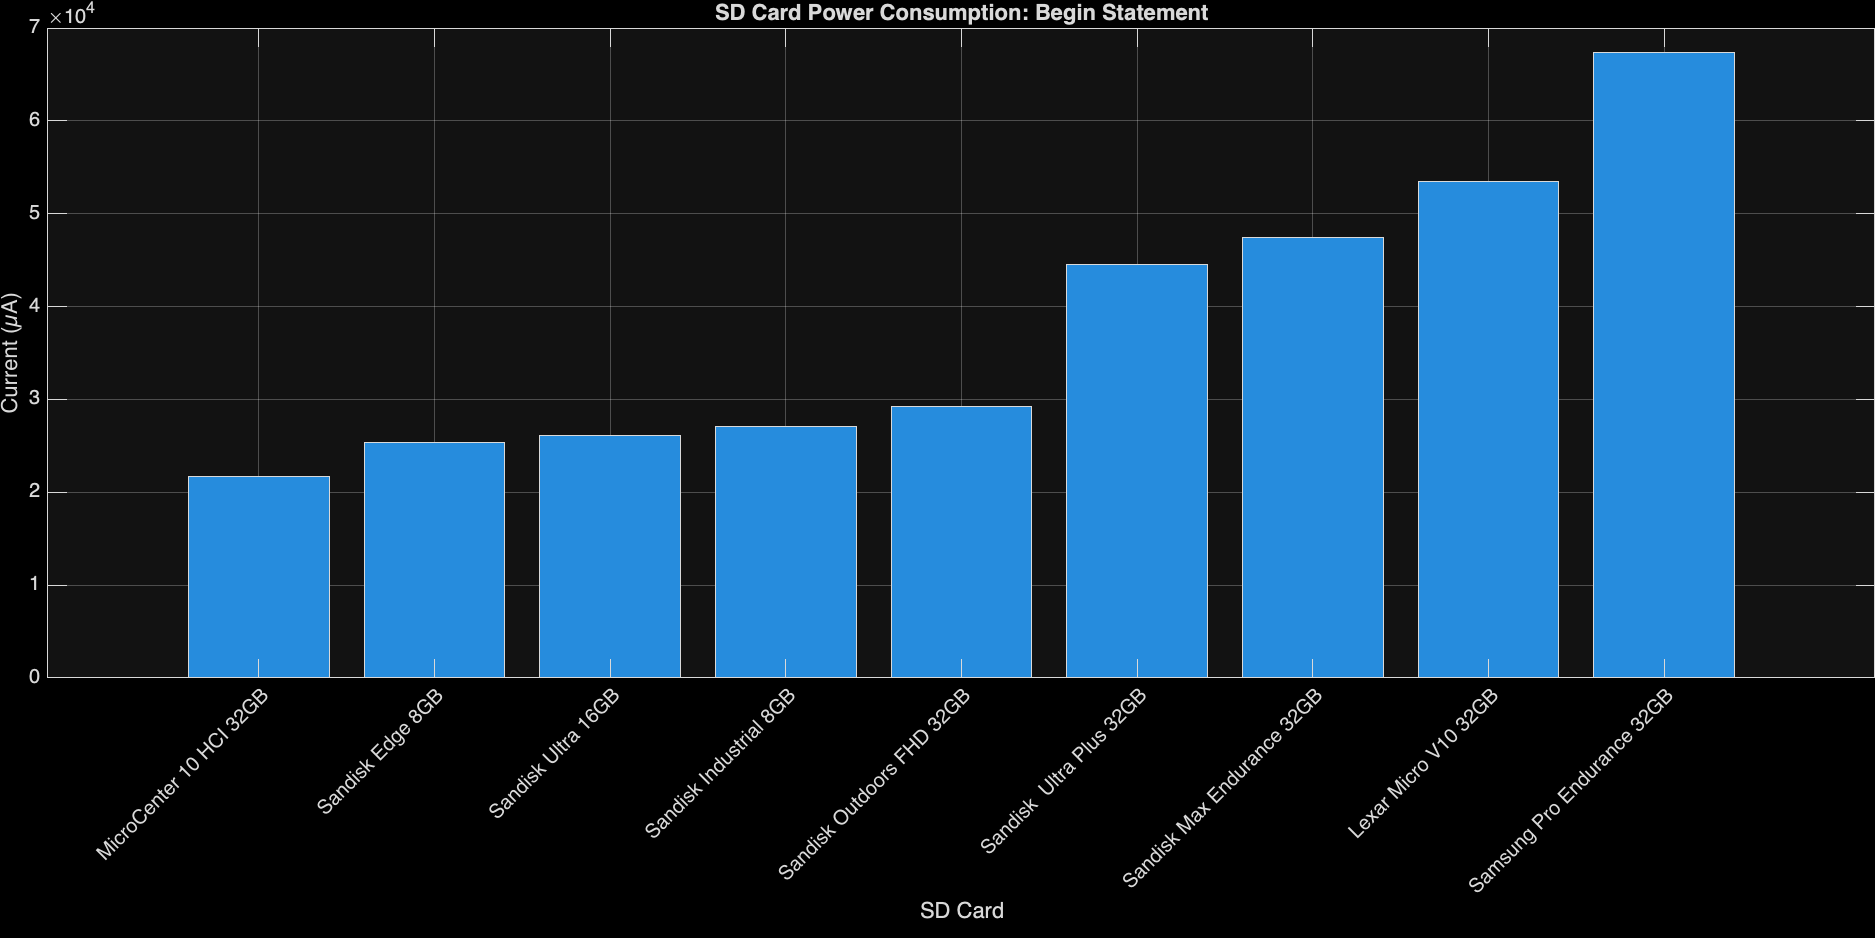 SD Card Power Consumption: Begin Statement
×10⁴
7
6
5
4
3
2
1
0
Current (μA)
MicroCenter 10 HCI 32GB
Sandisk Edge 8GB
Sandisk Ultra 16GB
Sandisk Industrial 8GB
Sandisk Outdoors FHD 32GB
Sandisk  Ultra Plus 32GB
Sandisk Max Endurance 32GB
Lexar Micro V10 32GB
Samsung Pro Endurance 32GB
SD Card